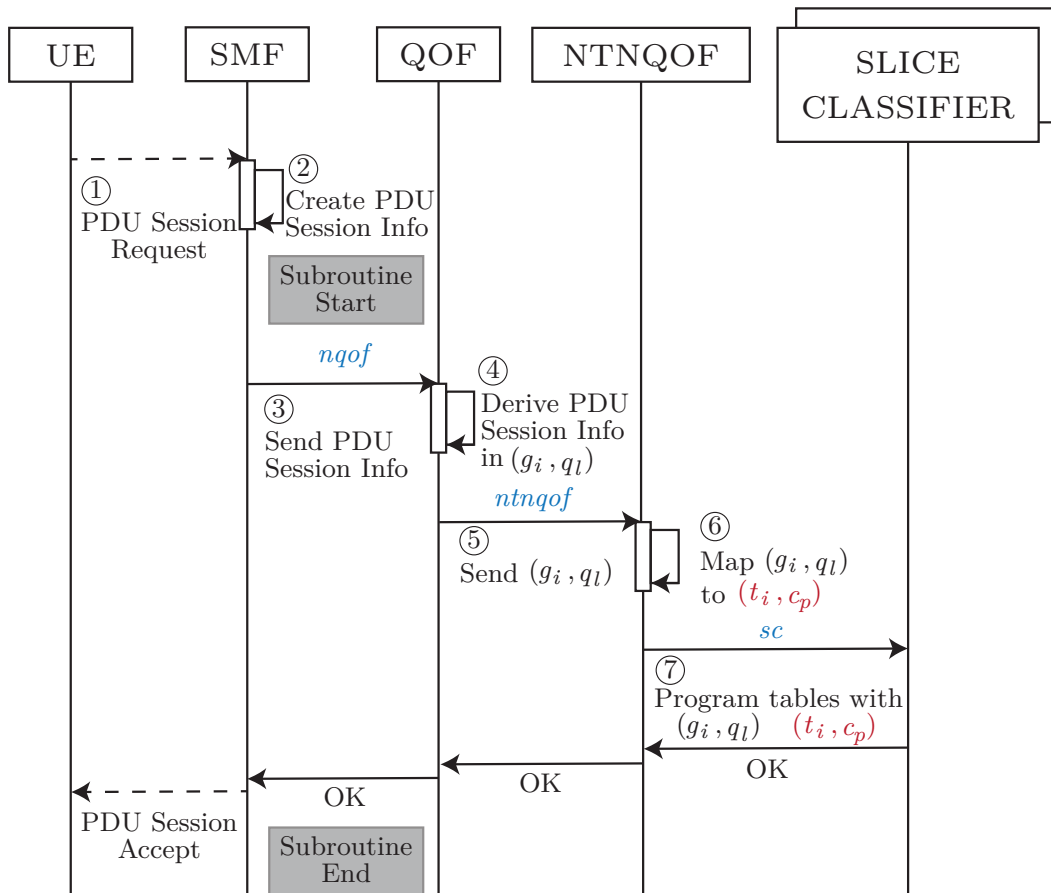 UE
SMF
QOF
NTNQOF
SLICE
CLASSIFIER
①
PDU Session
Request
②
Create PDU
Session Info
Subroutine
Start
nqof
③
Send PDU
Session Info
④
Derive PDU
Session Info
in (g_i, q_l)
ntnqof
⑤
Send (g_i, q_l)
⑥
Map (g_i, q_l)
to (t_i, c_p)
sc
⑦
Program tables with
(g_i, q_l) (t_i, c_p)
OK
OK
OK
PDU Session
Accept
Subroutine
End